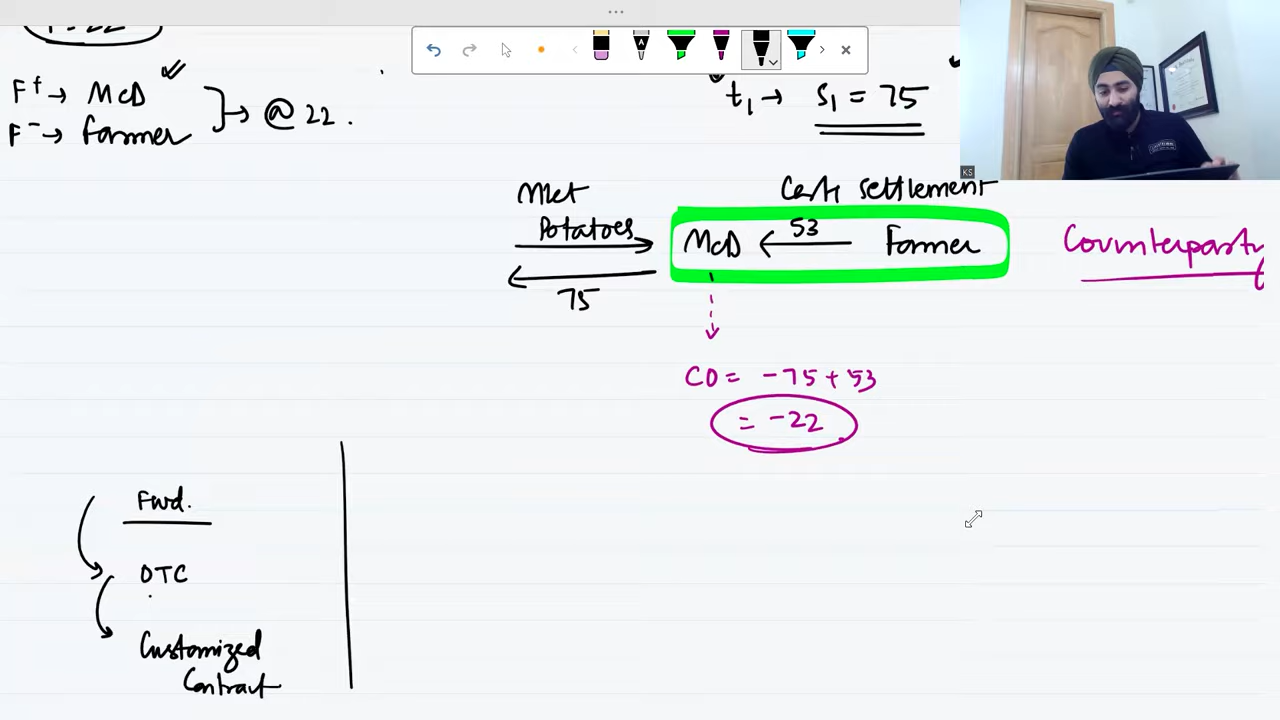 F⁺ → McD
F⁻ → Farmer
@ 22.
t₁ → S₁ = 75
Mkt
Potatoes
75
Cash settlement
McD ← 53 Farmer
Counterparty
CO = -75 + 53
= -22
Fwd.
OTC
Customized
Contract
KS